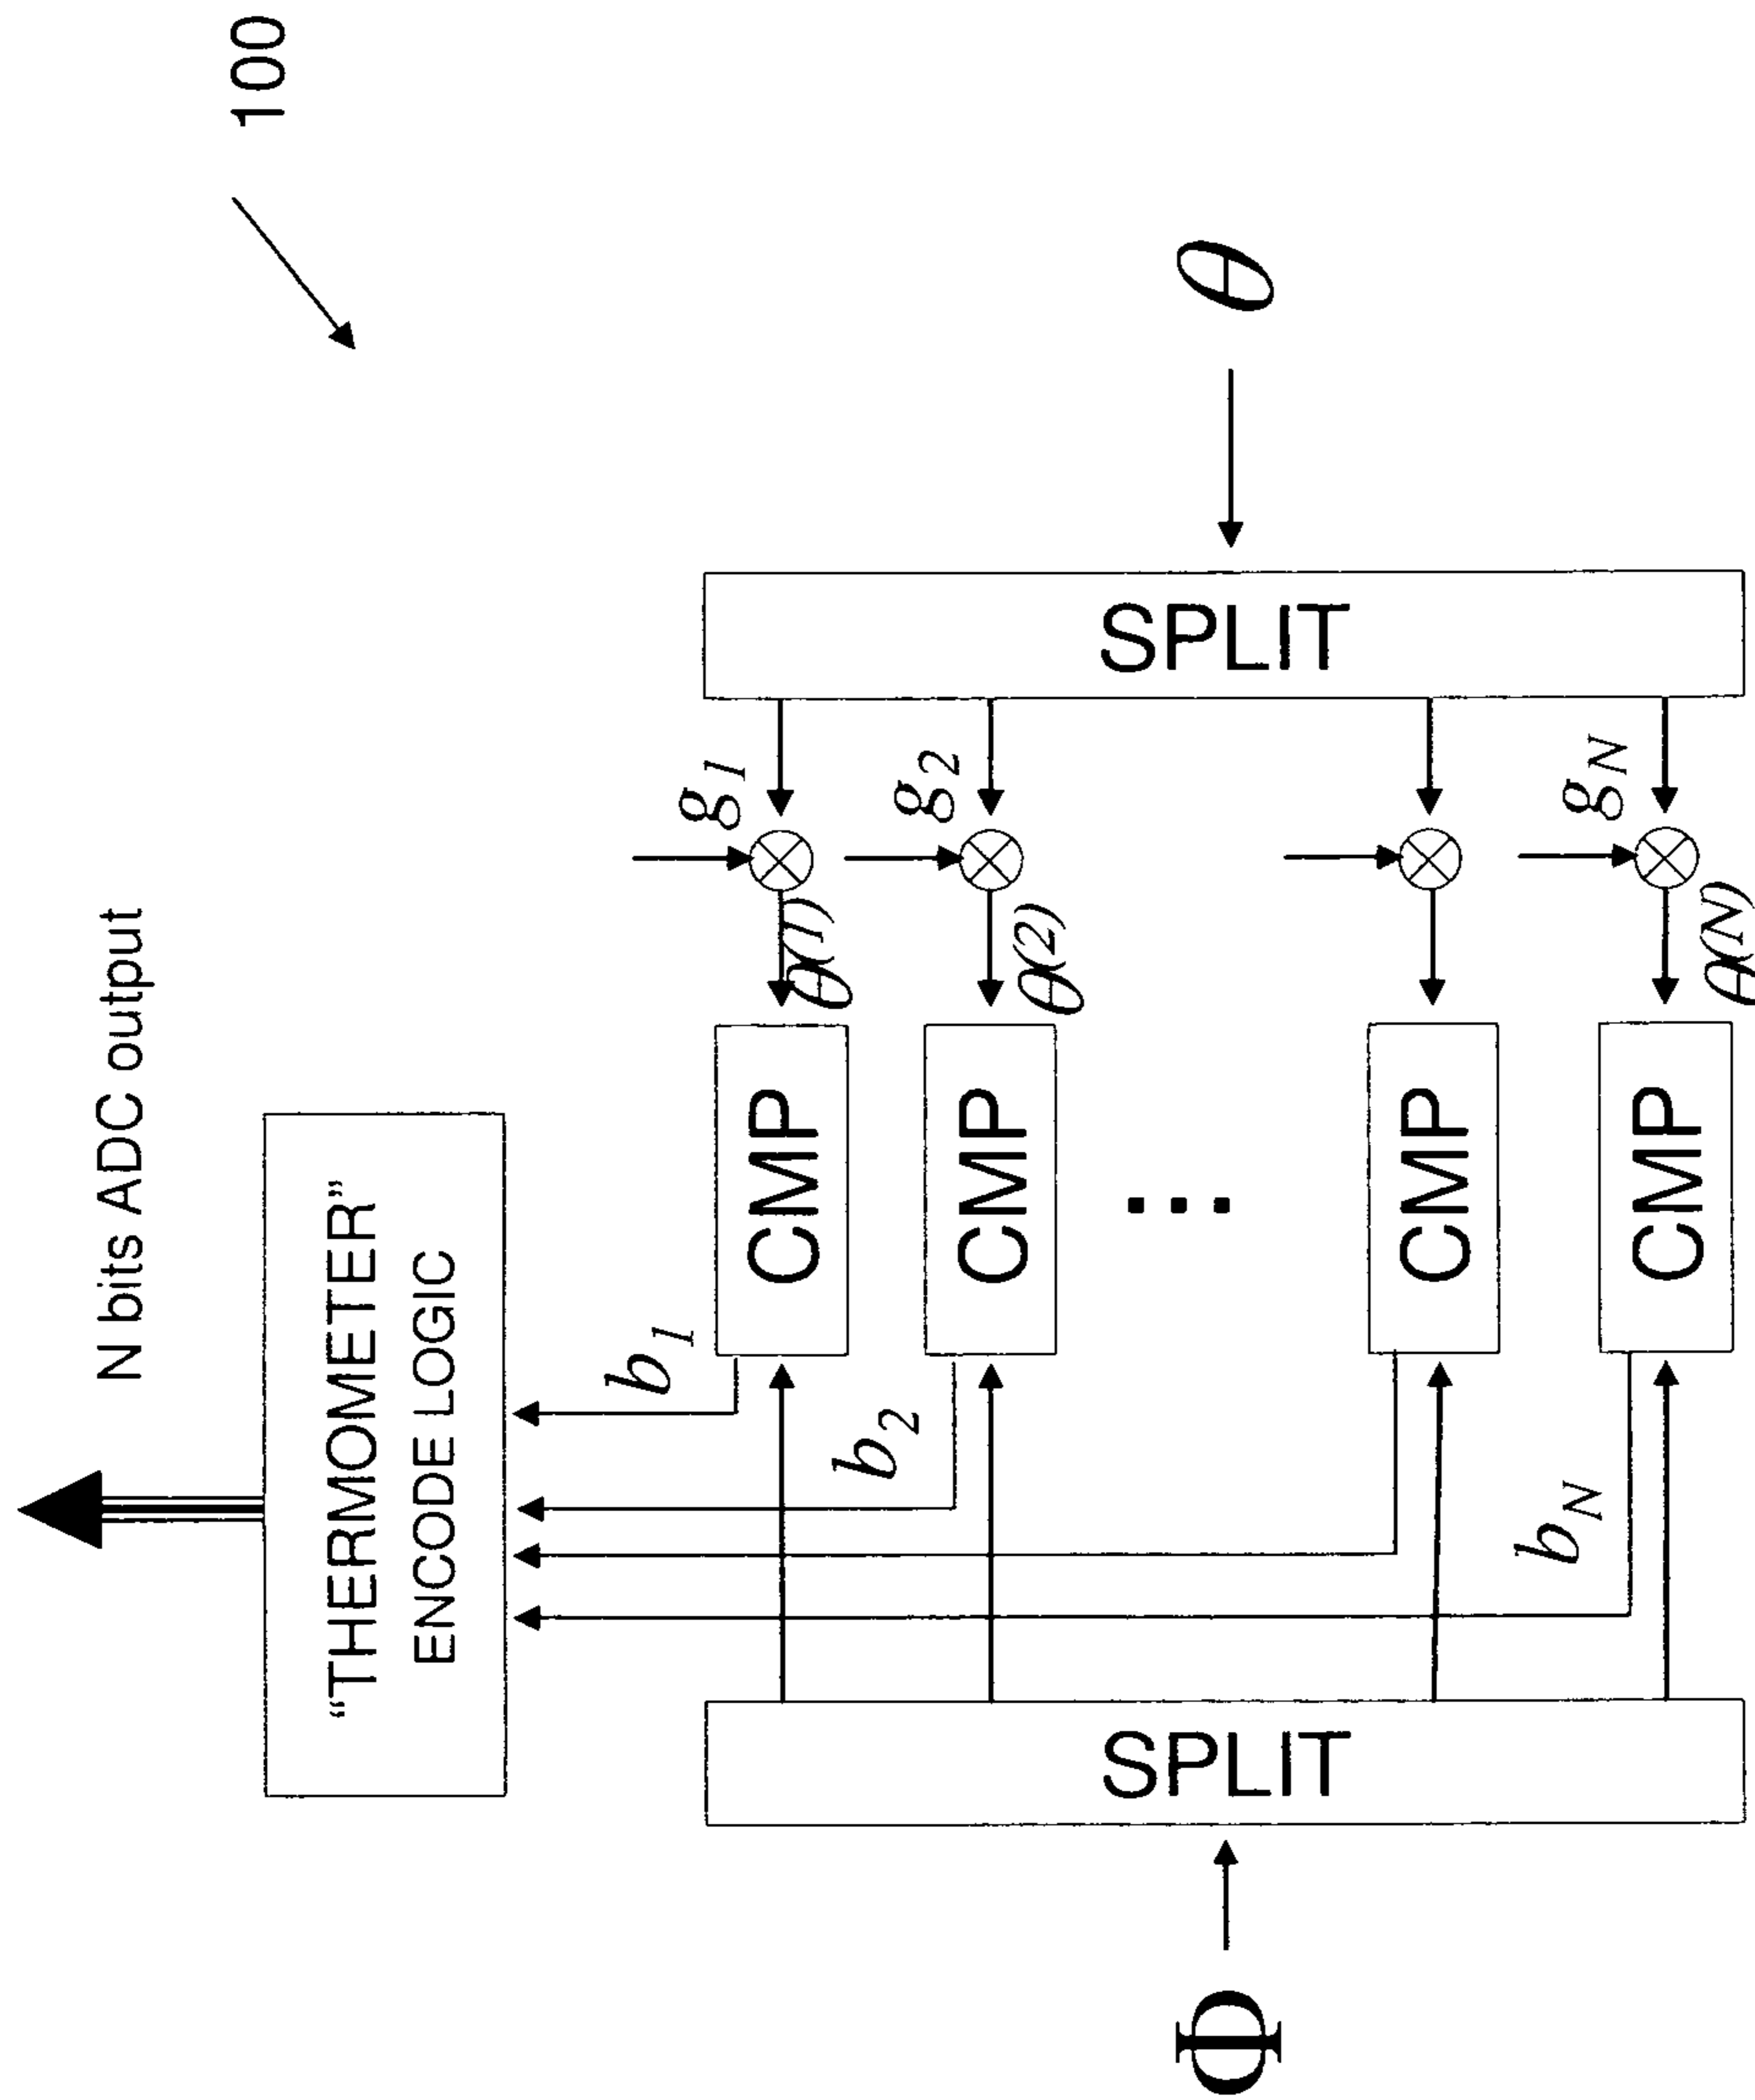 N bits ADC output
100
“THERMOMETER”
ENCODE LOGIC
b1
g1
CMP
θ(1)
b2
g2
CMP
θ(2)
...
Φ
SPLIT
SPLIT
θ
CMP
bN
gN
CMP
θ(N)